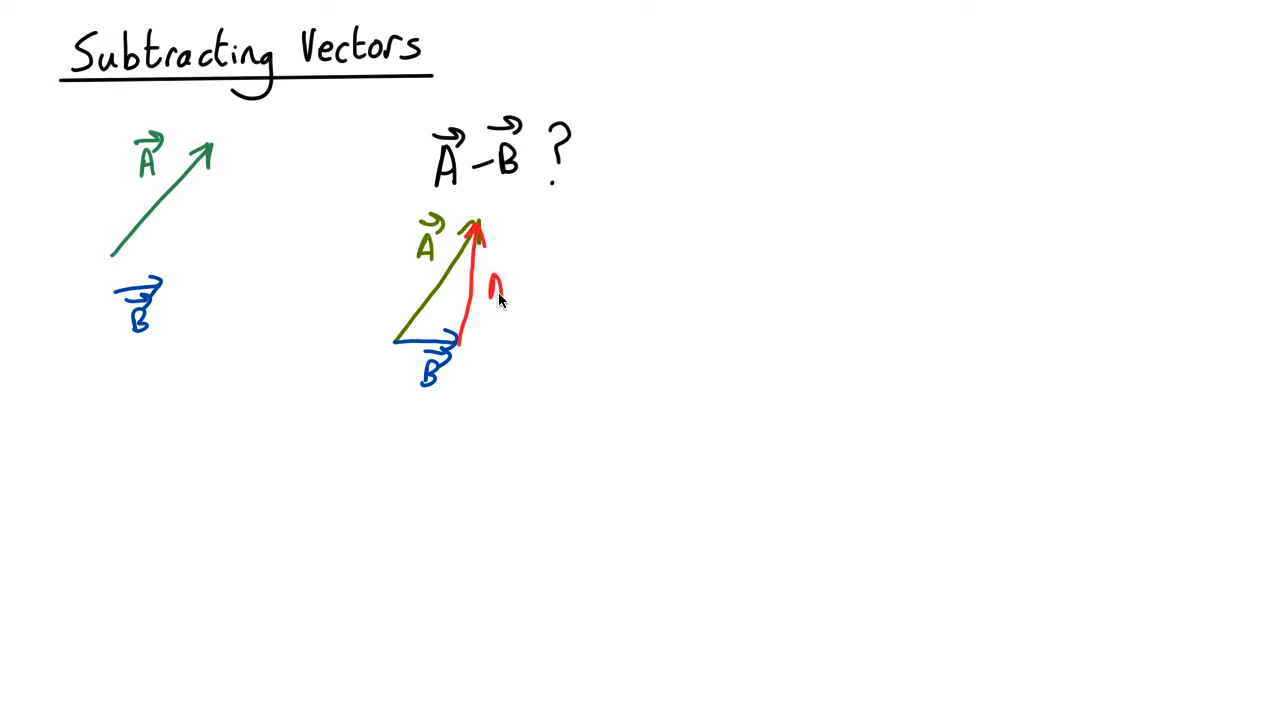 Subtracting Vectors
A⃗
A⃗ - B⃗ ?
A⃗
B⃗
B⃗